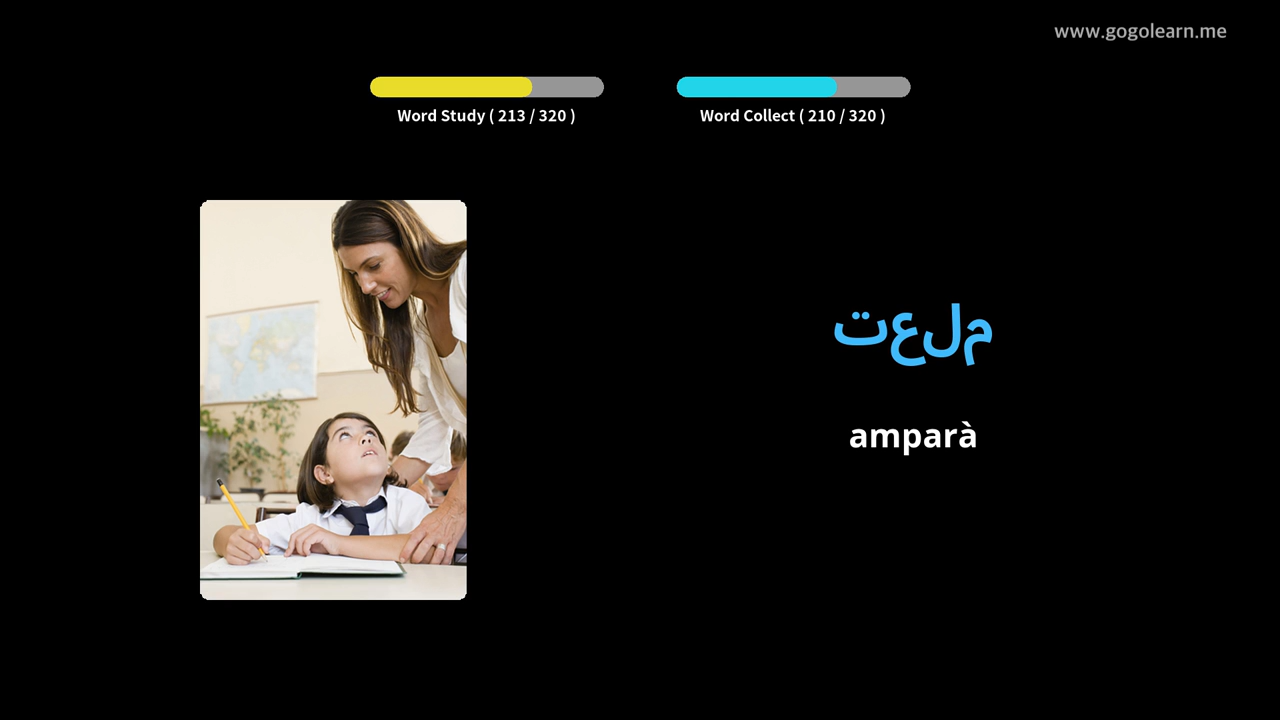 www.gogolearn.me
Word Study ( 213 / 320 )
Word Collect ( 210 / 320 )
تعلم
amparà